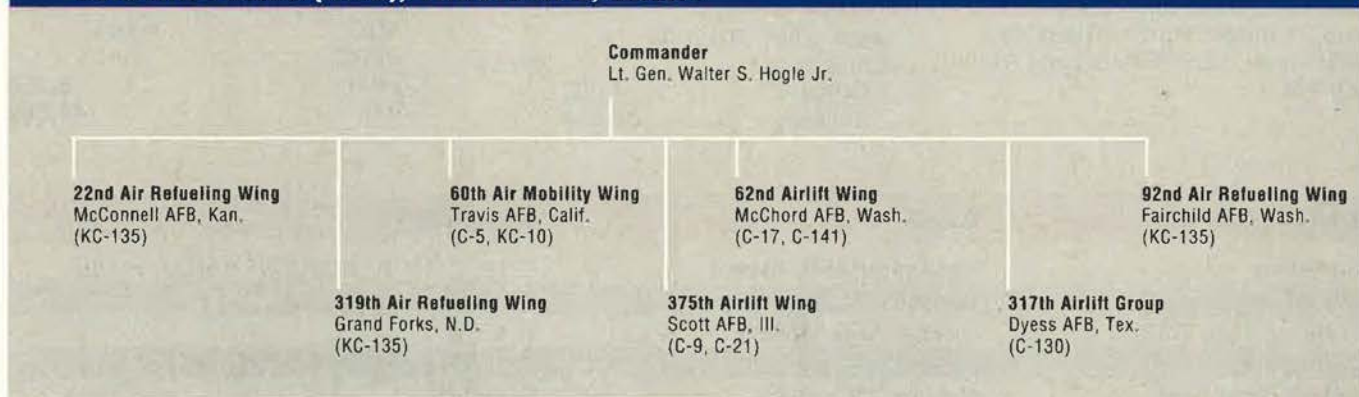 Commander
Lt. Gen. Walter S. Hogle Jr.
22nd Air Refueling Wing
McConnell AFB, Kan.
(KC-135)
60th Air Mobility Wing
Travis AFB, Calif.
(C-5, KC-10)
62nd Airlift Wing
McChord AFB, Wash.
(C-17, C-141)
92nd Air Refueling Wing
Fairchild AFB, Wash.
(KC-135)
319th Air Refueling Wing
Grand Forks, N.D.
(KC-135)
375th Airlift Wing
Scott AFB, Ill.
(C-9, C-21)
317th Airlift Group
Dyess AFB, Tex.
(C-130)